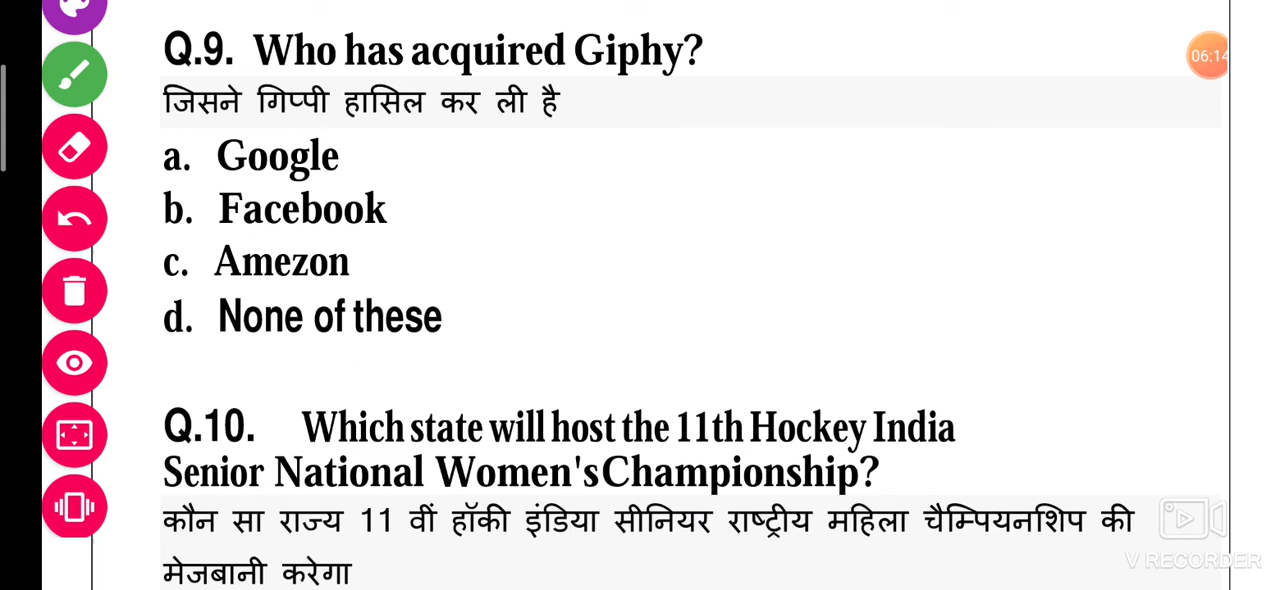 Q.9. Who has acquired Giphy?
06:14
जिसने गिप्पी हासिल कर ली है
a. Google
b. Facebook
c. Amezon
d. None of these
Q.10. Which state will host the 11th Hockey India
Senior National Women's Championship?
कौन सा राज्य 11 वीं हॉकी इंडिया सीनियर राष्ट्रीय महिला चैम्पियनशिप की
मेजबानी करेगा
V RECORDER